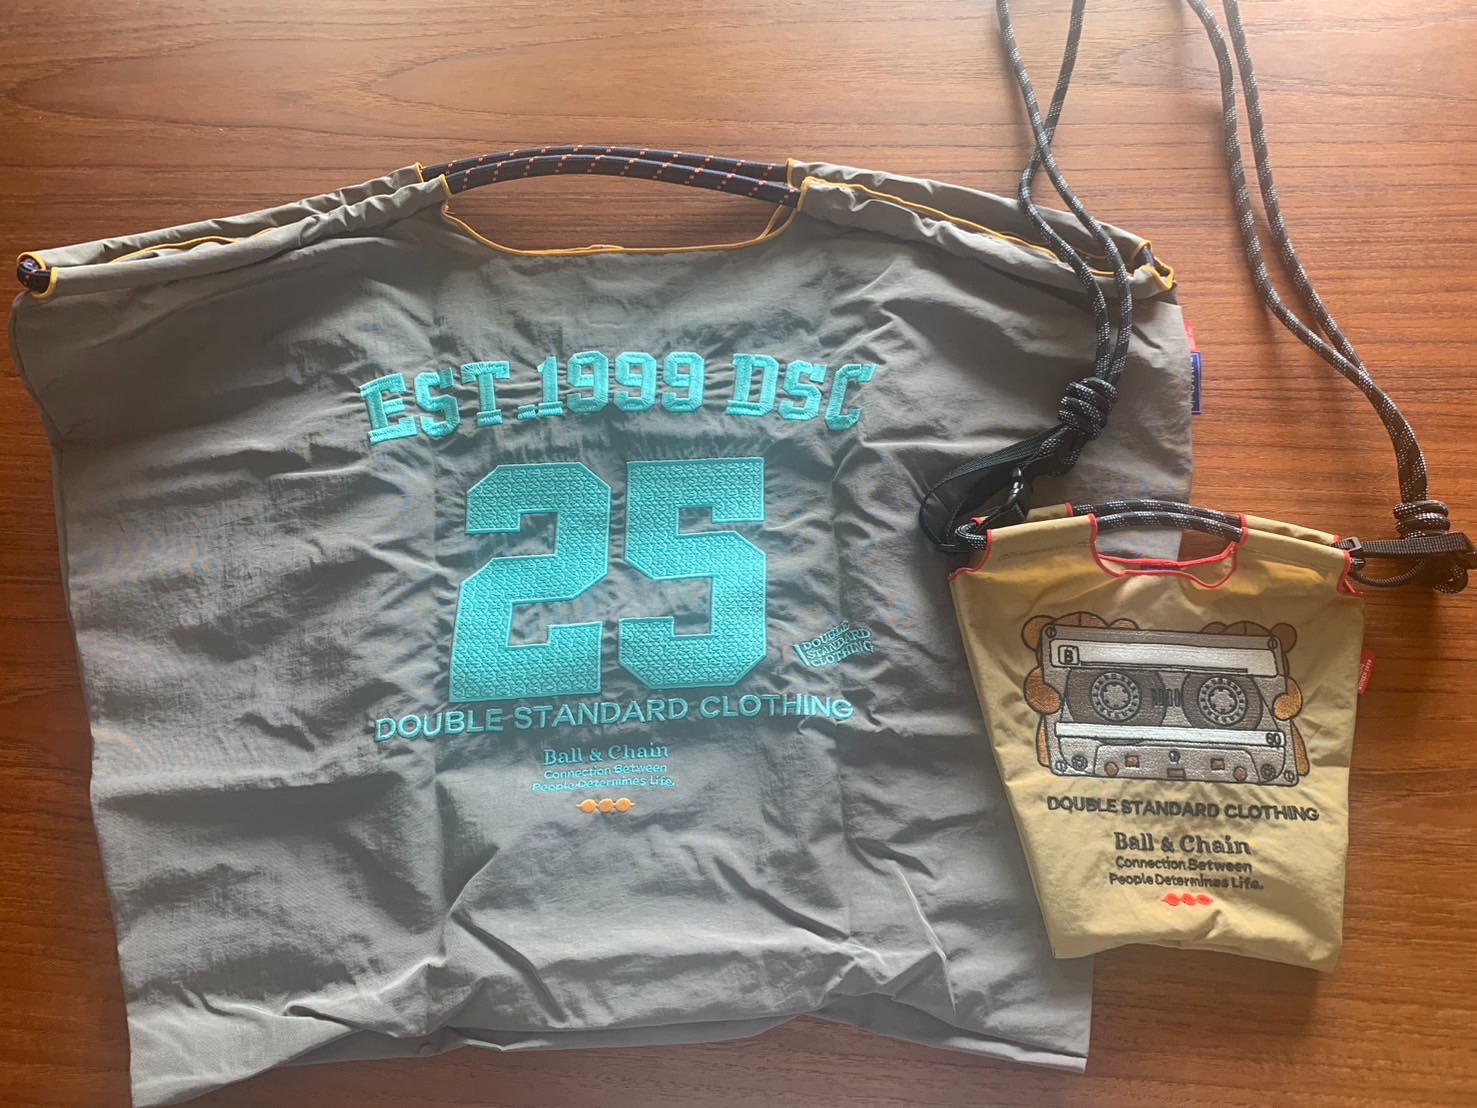 EST.1999 DSC
25
DOUBLE
STANDARD
CLOTHING
DOUBLE STANDARD CLOTHING
Ball & Chain
Connection Between
People Determines Life.
B
60
DOUBLE STANDARD CLOTHING
Ball & Chain
Connection Between
People Determines Life.